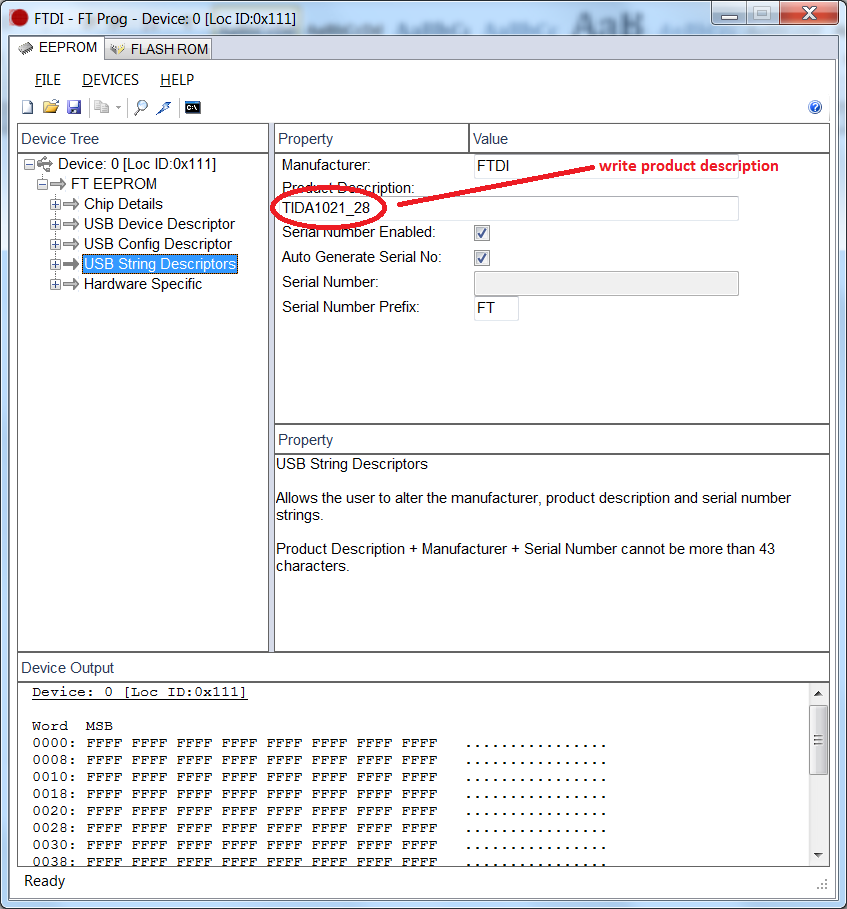 FTDI - FT Prog - Device: 0 [Loc ID:0x111]
EEPROM FLASH ROM
FILE DEVICES HELP
C:\
Device Tree
Device: 0 [Loc ID:0x111]
FT EEPROM
Chip Details
USB Device Descriptor
USB Config Descriptor
USB String Descriptors
Hardware Specific
Property Value
Manufacturer: FTDI
write product description
Product Description:
TIDA1021_28
Serial Number Enabled:
Auto Generate Serial No:
Serial Number:
Serial Number Prefix: FT
Property
USB String Descriptors
Allows the user to alter the manufacturer, product description and serial number
strings.
Product Description + Manufacturer + Serial Number cannot be more than 43
characters.
Device Output
Device: 0 [Loc ID:0x111]
Word MSB
0000: FFFF FFFF FFFF FFFF FFFF FFFF FFFF FFFF ................
0008: FFFF FFFF FFFF FFFF FFFF FFFF FFFF FFFF ................
0010: FFFF FFFF FFFF FFFF FFFF FFFF FFFF FFFF ................
0018: FFFF FFFF FFFF FFFF FFFF FFFF FFFF FFFF ................
0020: FFFF FFFF FFFF FFFF FFFF FFFF FFFF FFFF ................
0028: FFFF FFFF FFFF FFFF FFFF FFFF FFFF FFFF ................
0030: FFFF FFFF FFFF FFFF FFFF FFFF FFFF FFFF ................
0038: FFFF FFFF FFFF FFFF FFFF FFFF FFFF FFFF ................
Ready